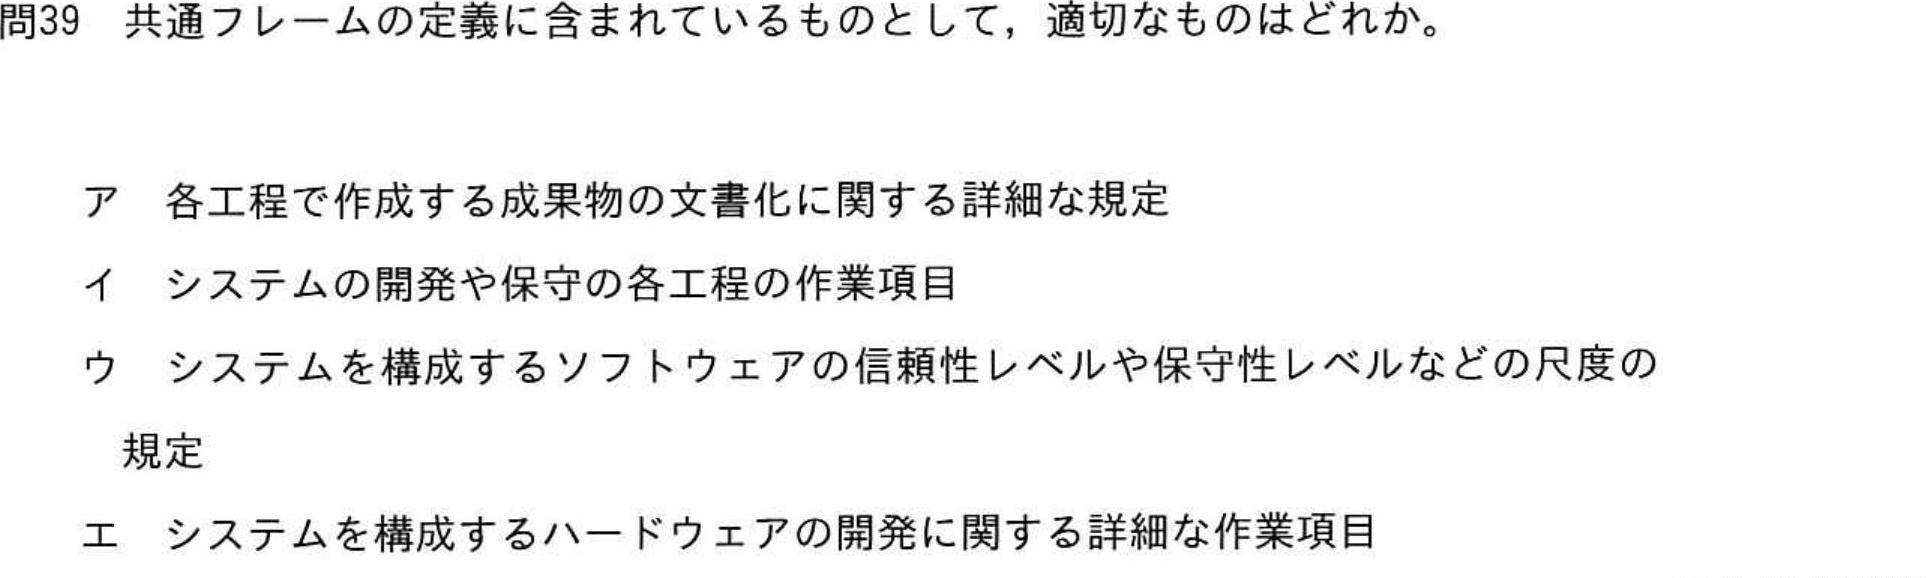 問39　共通フレームの定義に含まれているものとして，適切なものはどれか。
ア　各工程で作成する成果物の文書化に関する詳細な規定
イ　システムの開発や保守の各工程の作業項目
ウ　システムを構成するソフトウェアの信頼性レベルや保守性レベルなどの尺度の
規定
エ　システムを構成するハードウェアの開発に関する詳細な作業項目